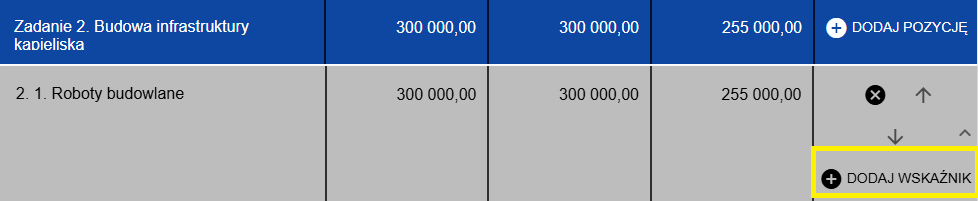 Zadanie 2. Budowa infrastruktury
kąpieliska
300 000,00
300 000,00
255 000,00
DODAJ POZYCJĘ
2. 1. Roboty budowlane
300 000,00
300 000,00
255 000,00
DODAJ WSKAŹNIK